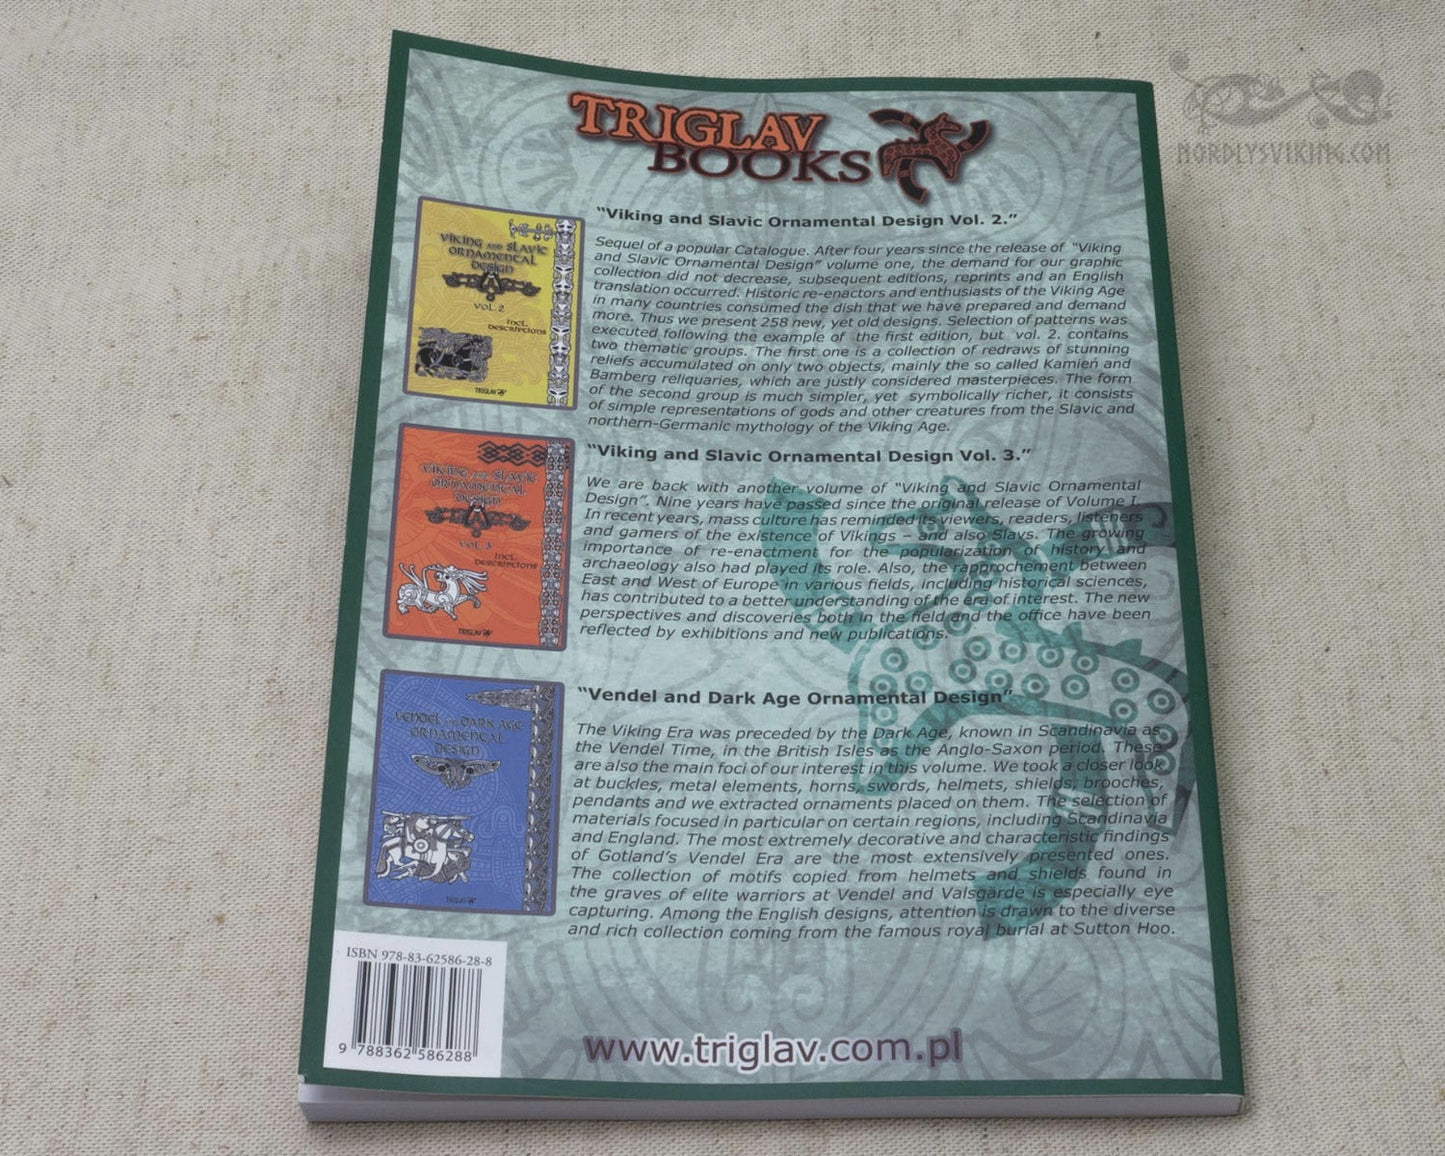 TRIGLAV
BOOKS
NORDLYSVIKING.COM
VIKING AND SLAVIC
ORNAMENTAL
DESIGN
VOL. 2
INCL.
DESCRIPTIONS
TRIGLAV
"Viking and Slavic Ornamental Design Vol. 2."
Sequel of a popular Catalogue. After four years since the release of "Viking
and Slavic Ornamental Design" volume one, the demand for our graphic
collection did not decrease, subsequent editions, reprints and an English
translation occurred. Historic re-enactors and enthusiasts of the Viking Age
in many countries consumed the dish that we have prepared and demand
more. Thus we present 258 new, yet old designs. Selection of patterns was
executed following the example of the first edition, but vol. 2. contains
two thematic groups. The first one is a collection of redraws of stunning
reliefs accumulated on only two objects, mainly the so called Kamień and
Bamberg reliquaries, which are justly considered masterpieces. The form
of the second group is much simpler, yet symbolically richer, it consists
of simple representations of gods and other creatures from the Slavic and
northern-Germanic mythology of the Viking Age.
VIKING AND SLAVIC
ORNAMENTAL
DESIGN
VOL. 3
INCL.
DESCRIPTIONS
TRIGLAV
"Viking and Slavic Ornamental Design Vol. 3."
We are back with another volume of "Viking and Slavic Ornamental
Design". Nine years have passed since the original release of Volume I.
In recent years, mass culture has reminded its viewers, readers, listeners
and gamers of the existence of Vikings – and also Slavs. The growing
importance of re-enactment for the popularization of history and
archaeology also had played its role. Also, the rapprochement between
East and West of Europe in various fields, including historical sciences,
has contributed to a better understanding of the era of interest. The new
perspectives and discoveries both in the field and the office have been
reflected by exhibitions and new publications.
VENDEL AND DARK AGE
ORNAMENTAL
DESIGN
TRIGLAV
"Vendel and Dark Age Ornamental Design"
The Viking Era was preceded by the Dark Age, known in Scandinavia as
the Vendel Time, in the British Isles as the Anglo-Saxon period. These
are also the main foci of our interest in this volume. We took a closer look
at buckles, metal elements, horns, swords, helmets, shields, brooches,
pendants and we extracted ornaments placed on them. The selection of
materials focused in particular on certain regions, including Scandinavia
and England. The most extremely decorative and characteristic findings
of Gotland's Vendel Era are the most extensively presented ones.
The collection of motifs copied from helmets and shields found in
the graves of elite warriors at Vendel and Valsgärde is especially eye
capturing. Among the English designs, attention is drawn to the diverse
and rich collection coming from the famous royal burial at Sutton Hoo.
ISBN 978-83-62586-28-8
9 788362 586288
www.triglav.com.pl